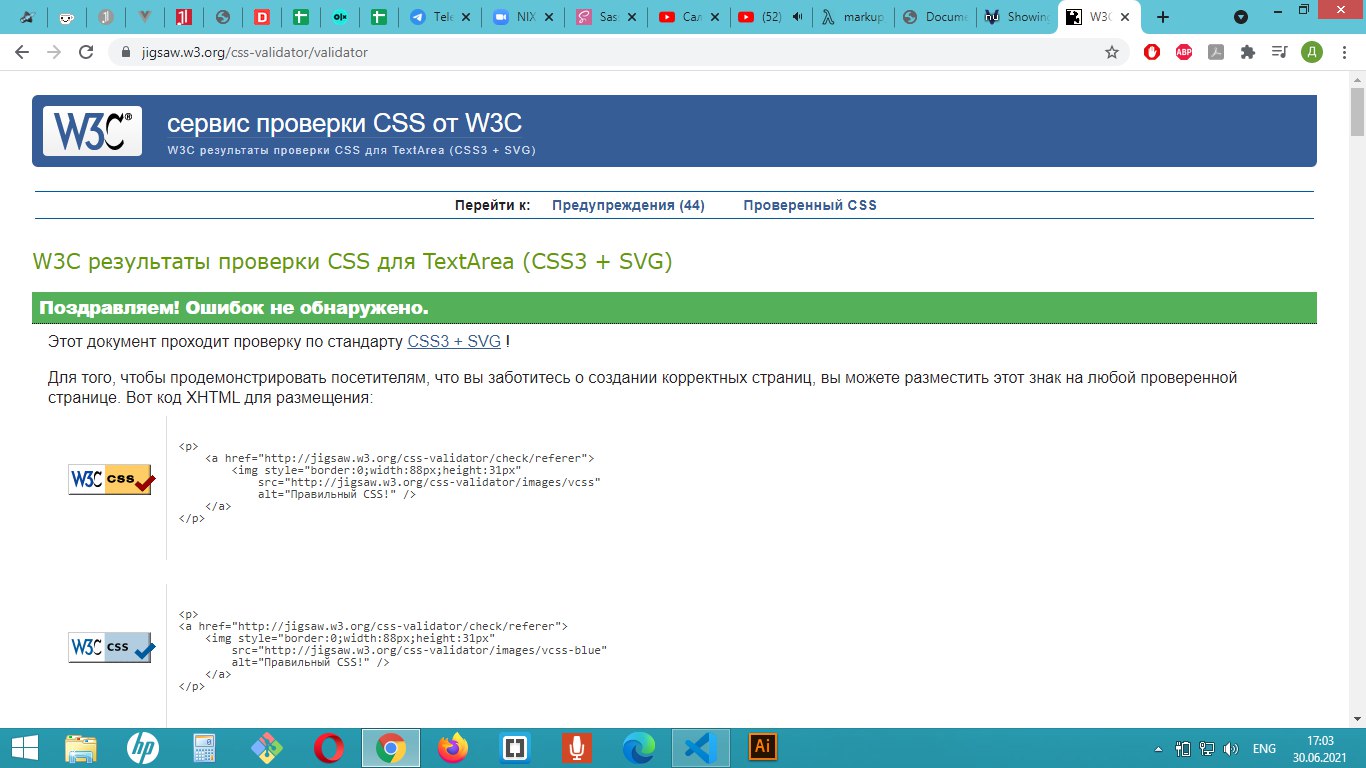 Tele
NIX
Sas
Сал
(52)
markup
Docume
Showing
W3C
jigsaw.w3.org/css-validator/validator
ABP
Д
W3C®
сервис проверки CSS от W3C
W3C результаты проверки CSS для TextArea (CSS3 + SVG)
Перейти к: Предупреждения (44) Проверенный CSS
W3C результаты проверки CSS для TextArea (CSS3 + SVG)
Поздравляем! Ошибок не обнаружено.
Этот документ проходит проверку по стандарту CSS3 + SVG !
Для того, чтобы продемонстрировать посетителям, что вы заботитесь о создании корректных страниц, вы можете разместить этот знак на любой проверенной
странице. Вот код XHTML для размещения:
W3C css
<p>
<a href="http://jigsaw.w3.org/css-validator/check/referer">
<img style="border:0;width:88px;height:31px"
src="http://jigsaw.w3.org/css-validator/images/vcss"
alt="Правильный CSS!" />
</a>
</p>
W3C css
<p>
<a href="http://jigsaw.w3.org/css-validator/check/referer">
<img style="border:0;width:88px;height:31px"
src="http://jigsaw.w3.org/css-validator/images/vcss-blue"
alt="Правильный CSS!" />
</a>
</p>
hp
Ai
ENG
17:03
30.06.2021